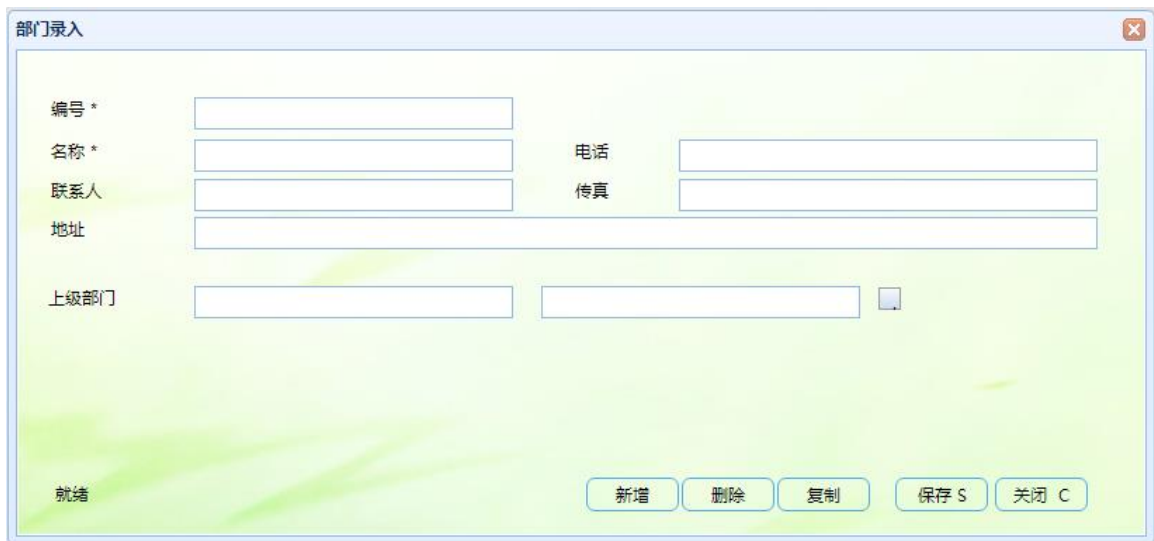 部门录入
编号 *
名称 * 电话
联系人 传真
地址
上级部门
就绪 新增 删除 复制 保存 S 关闭 C